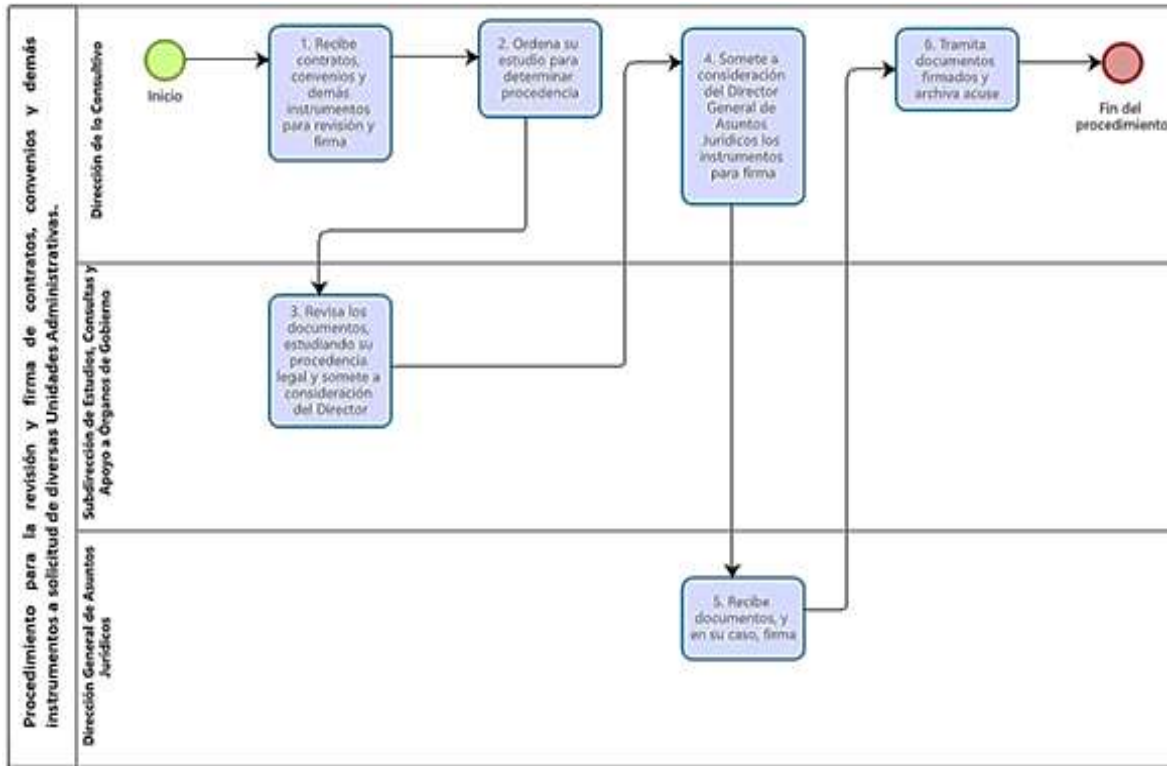 Procedimiento para la revisión y firma de contratos, convenios y demás
instrumentos a solicitud de diversas Unidades Administrativas.
Dirección de lo Consultivo
Inicio
1. Recibe
contratos,
convenios y
demás
instrumentos
para revisión y
firma
2. Ordena su
estudio para
determinar
procedencia
4. Somete a
consideración
del Director
General de
Asuntos
Jurídicos los
instrumentos
para firma
6. Tramita
documentos
firmados y
archiva acuse
Fin del
procedimiento
Subdirección de Estudios, Consultas y
Apoyo a Órganos de Gobierno
3. Revisa los
documentos,
estudiando su
procedencia
legal y somete a
consideración
del Director
Dirección General de Asuntos
Jurídicos
5. Recibe
documentos, y
en su caso, firma